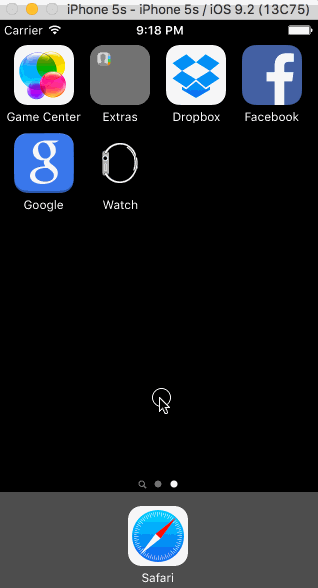 iPhone 5s - iPhone 5s / iOS 9.2 (13C75)
Carrier 9:18 PM
Game Center Extras Dropbox Facebook
Google Watch
Safari